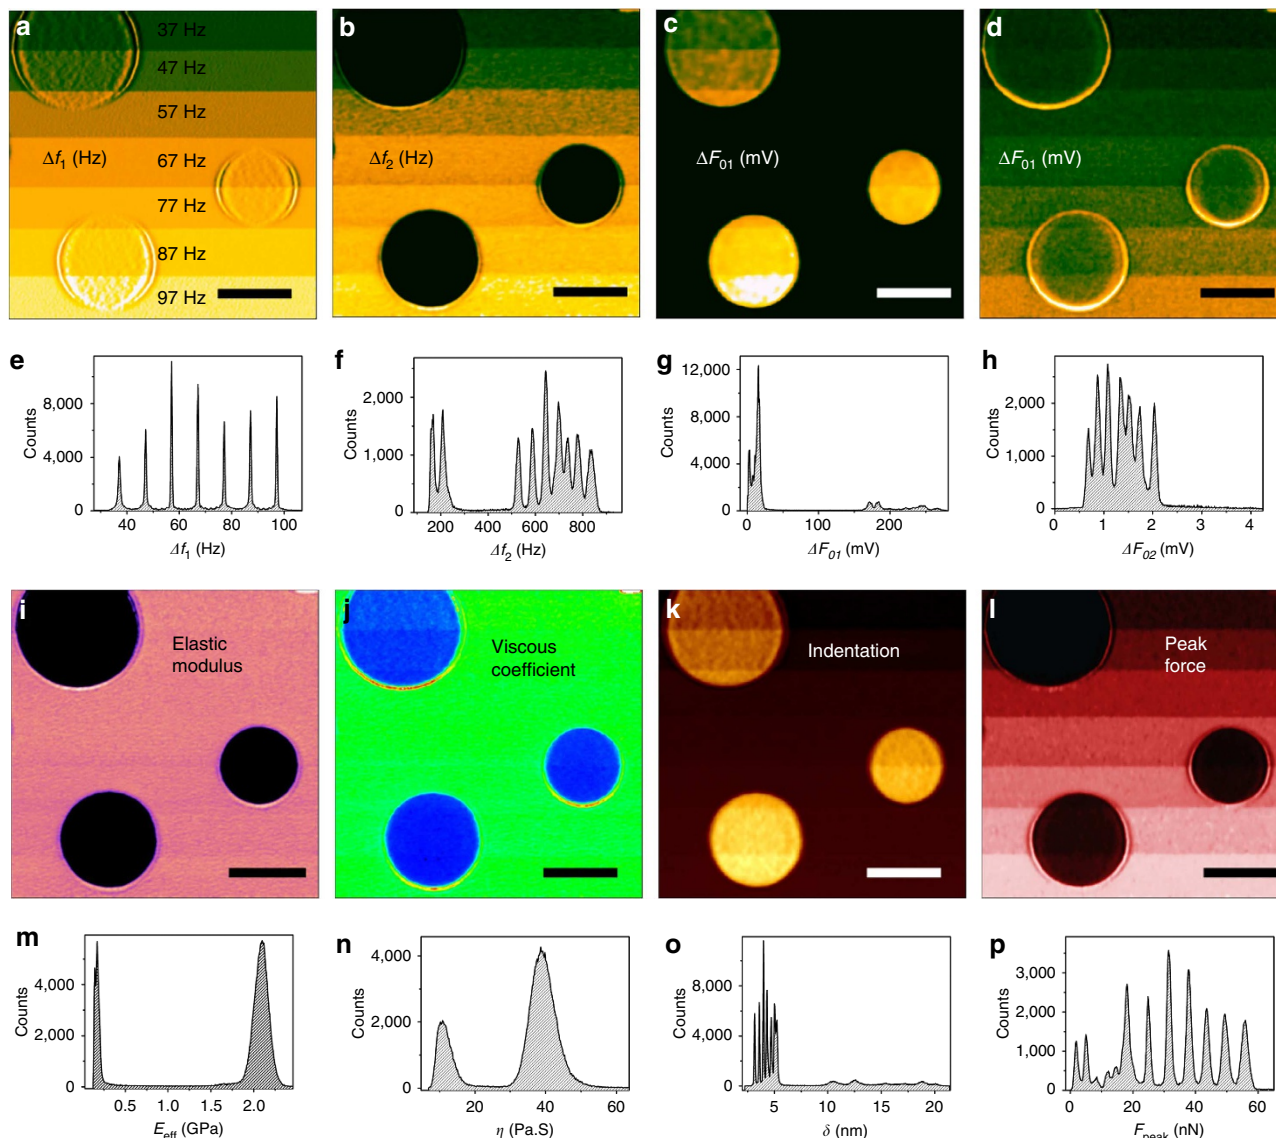 a
37 Hz
47 Hz
57 Hz
Δf1 (Hz)
67 Hz
77 Hz
87 Hz
97 Hz
b
Δf2 (Hz)
c
ΔF01 (mV)
d
ΔF01 (mV)
e
Counts
8,000
4,000
0
40 60 80 100
Δf1 (Hz)
f
Counts
2,000
1,000
0
200 400 600 800
Δf2 (Hz)
g
Counts
12,000
8,000
4,000
0
0 100 200
ΔF01 (mV)
h
Counts
2,000
1,000
0
0 1 2 3 4
ΔF02 (mV)
i
Elastic
modulus
j
Viscous
coefficient
k
Indentation
l
Peak
force
m
Counts
4,000
2,000
0
0.5 1.0 1.5 2.0
Eeff (GPa)
n
Counts
4,000
2,000
0
20 40 60
η (Pa.S)
o
Counts
8,000
4,000
0
5 10 15 20
δ (nm)
p
Counts
3,000
2,000
1,000
0
0 20 40 60
Fpeak (nN)